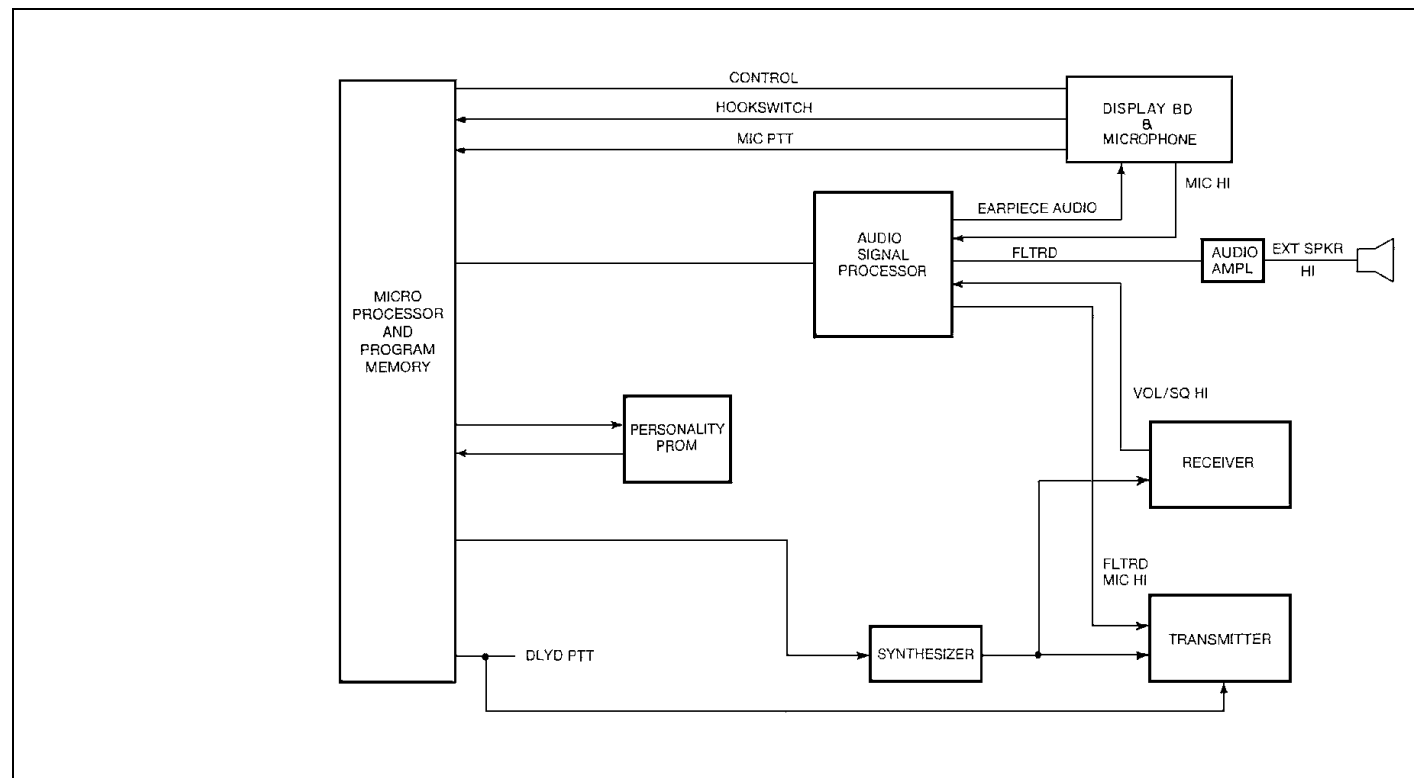 CONTROL
HOOKSWITCH
MIC PTT
DISPLAY BD
&
MICROPHONE
MIC HI
EARPIECE AUDIO
AUDIO
SIGNAL
PROCESSOR
FLTRD
AUDIO
AMPL
EXT SPKR
HI
MICRO
PROCESSOR
AND
PROGRAM
MEMORY
VOL/SQ HI
PERSONALITY
PROM
RECEIVER
FLTRD
MIC HI
TRANSMITTER
SYNTHESIZER
DLYD PTT